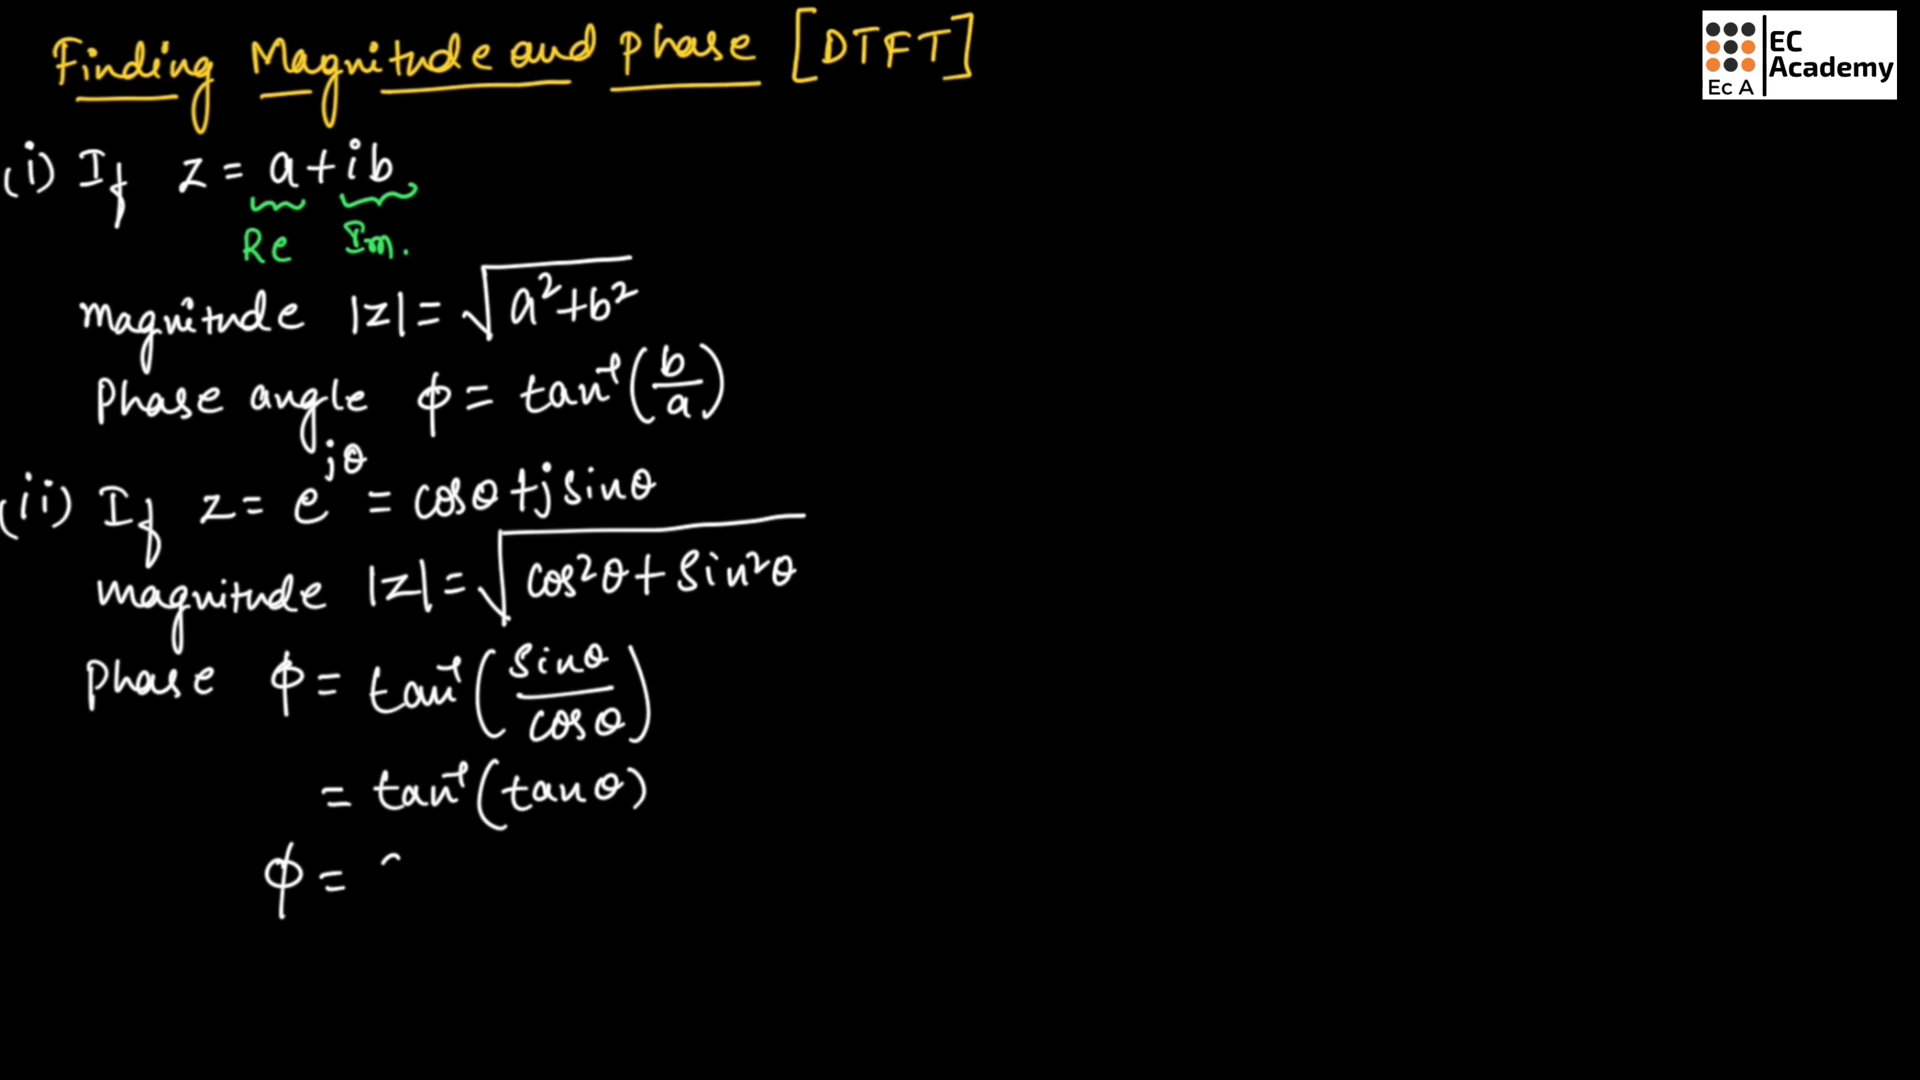 Finding Magnitude and phase [DTFT]
EC
Academy
Ec A
(i) If z = a + ib
Re Im.
magnitude |z| = √(a² + b²)
Phase angle ϕ = tan⁻¹(b/a)
(ii) If z = e^{jθ} = cosθ + j sinθ
magnitude |z| = √(cos²θ + sin²θ)
Phase ϕ = tan⁻¹(sinθ/cosθ)
= tan⁻¹(tanθ)
ϕ =